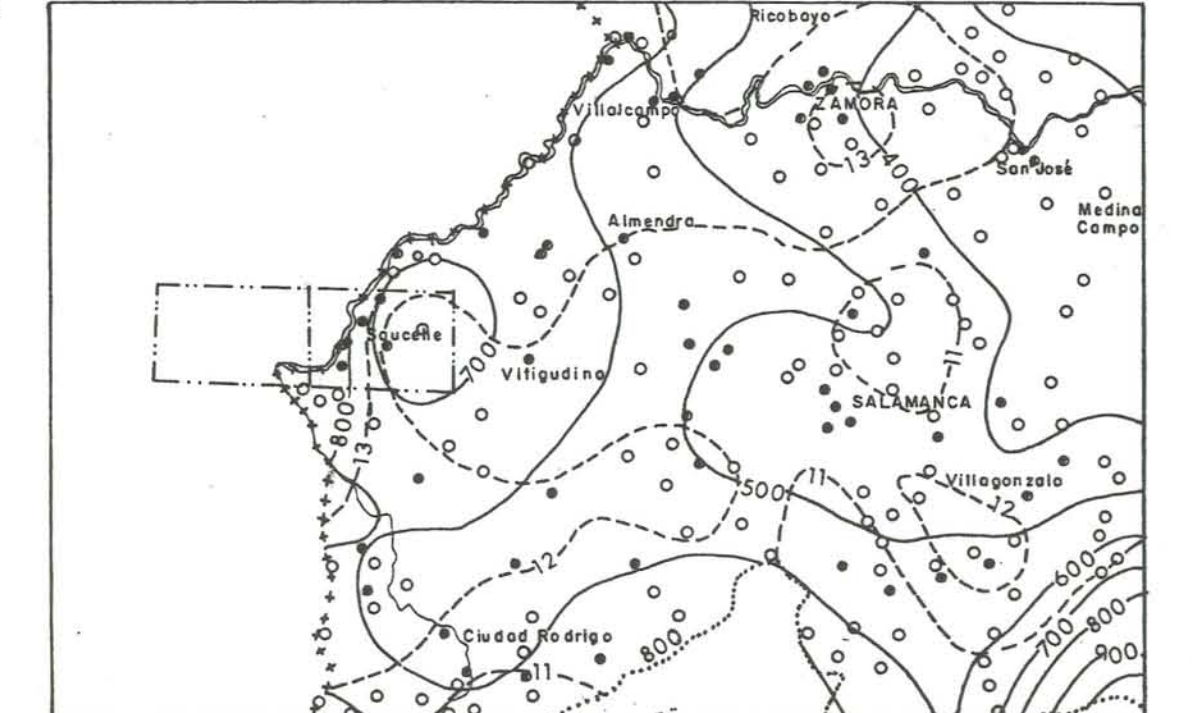 Ricobayo
Villalcampo
ZAMORA
13
400
San José
Medina
Campo
Almendra
Saucelle
700
Vitigudino
11
SALAMANCA
800
13
500
11
Villagonzalo
12
12
600
800
700
900
Ciudad Rodrigo
800
11